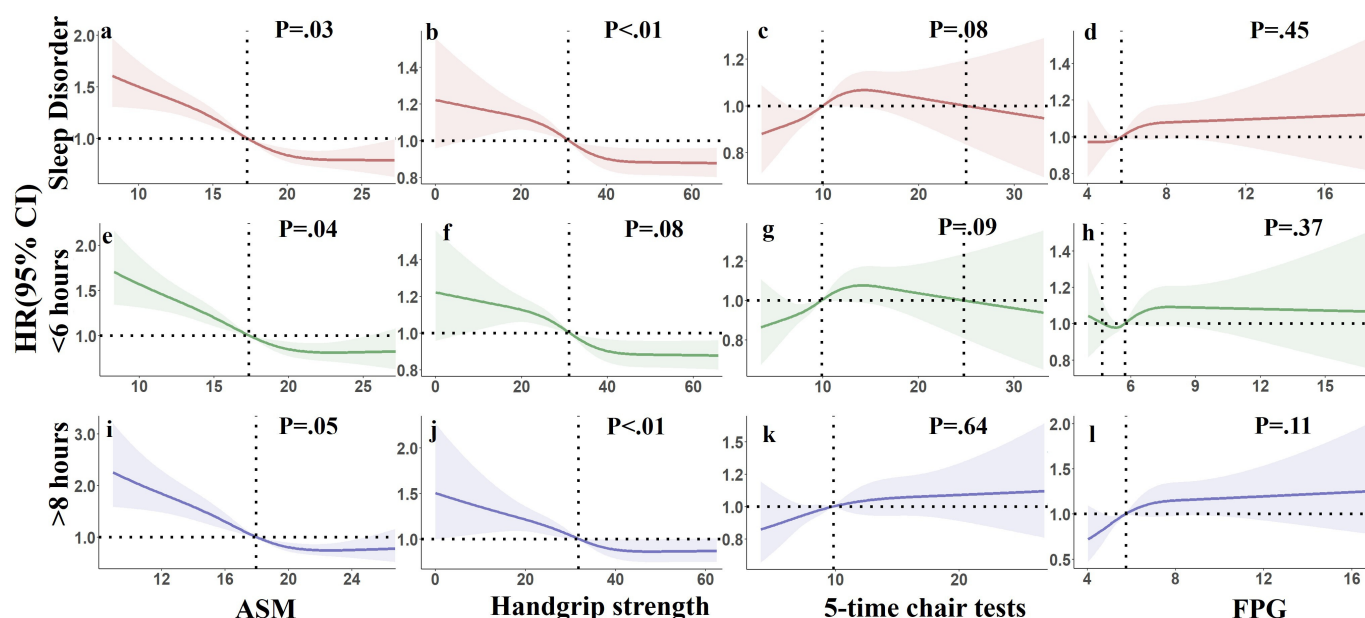 HR(95% CI)
Sleep Disorder
a
P=.03
2.0
1.5
1.0
10
15
20
25
b
P<.01
1.4
1.2
1.0
0.8
0
20
40
60
c
P=.08
1.2
1.0
0.8
10
20
30
d
P=.45
1.4
1.2
1.0
0.8
4
8
12
16
<6 hours
e
P=.04
2.0
1.5
1.0
10
15
20
25
f
P=.08
1.4
1.2
1.0
0.8
0
20
40
60
g
P=.09
1.2
1.0
0.8
10
20
30
h
P=.37
1.4
1.2
1.0
0.8
6
9
12
15
>8 hours
i
P=.05
3.0
2.0
1.0
12
16
20
24
j
P<.01
2.0
1.5
1.0
0
20
40
60
k
P=.64
1.5
1.2
1.0
0.8
10
20
l
P=.11
2.0
1.5
1.0
0.5
4
8
12
16
ASM
Handgrip strength
5-time chair tests
FPG